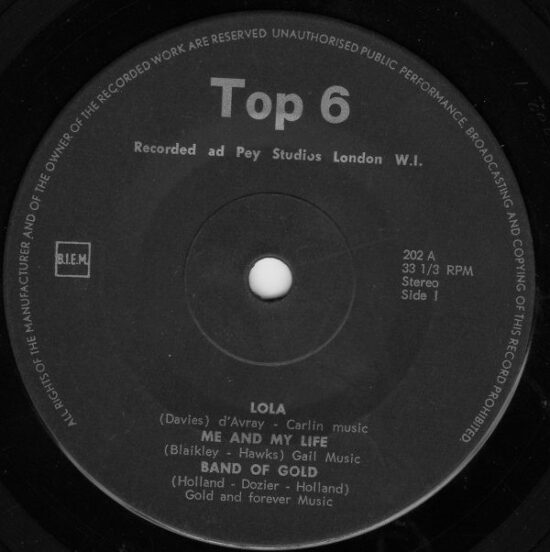 ALL RIGHTS OF THE MANUFACTURER AND OF THE OWNER OF THE RECORDED WORK ARE RESERVED UNAUTHORISED PUBLIC PERFORMANCE, BROADCASTING AND COPYING OF THIS RECORD PROHIBITED.
Top 6
Recorded ad Pey Studios London W.I.
B.I.E.M.
202 A
33 1/3 RPM
Stereo
Side 1
LOLA
(Davies) d'Avray - Carlin music
ME AND MY LIFE
(Blaikley - Hawks) Gail Music
BAND OF GOLD
(Holland - Dozier - Holland)
Gold and forever Music